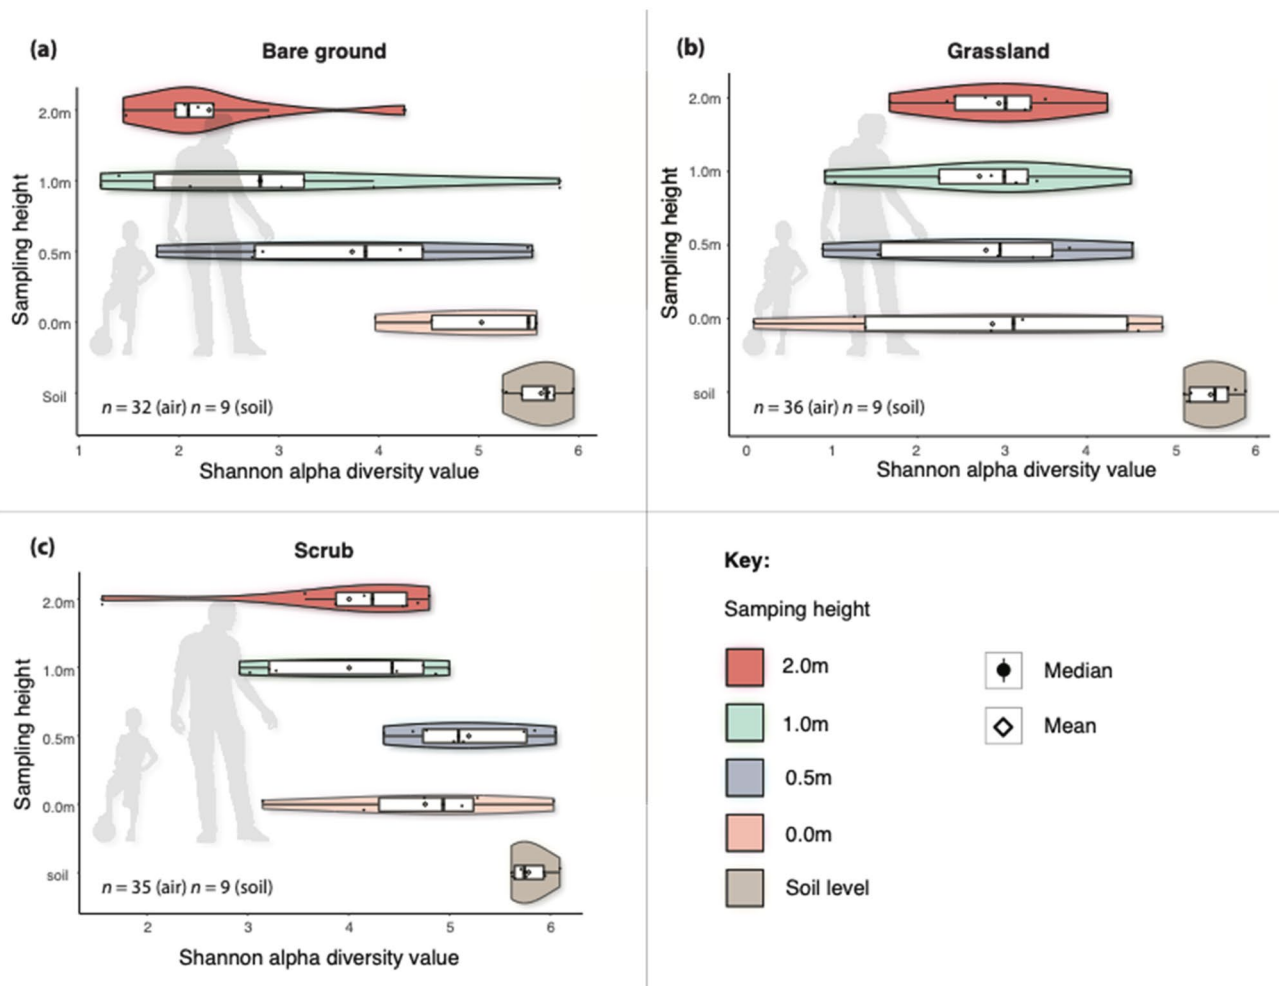 (a)
Bare ground
Sampling height
2.0m
1.0m
0.5m
0.0m
Soil
n = 32 (air) n = 9 (soil)
1 2 3 4 5 6
Shannon alpha diversity value
(b)
Grassland
Sampling height
2.0m
1.0m
0.5m
0.0m
soil
n = 36 (air) n = 9 (soil)
0 1 2 3 4 5 6
Shannon alpha diversity value
(c)
Scrub
Sampling height
2.0m
1.0m
0.5m
0.0m
soil
n = 35 (air) n = 9 (soil)
2 3 4 5 6
Shannon alpha diversity value
Key:
Samping height
2.0m
1.0m
0.5m
0.0m
Soil level
Median
Mean